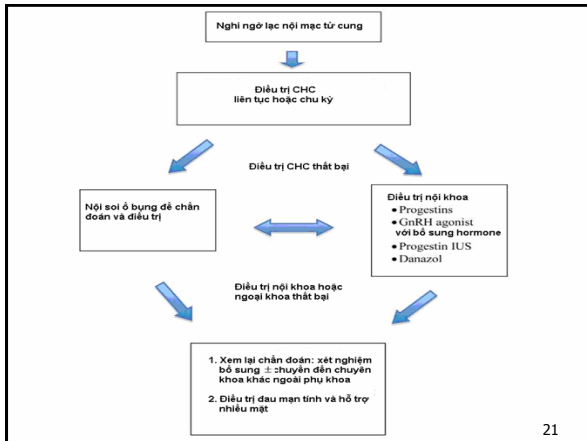 Nghi ngờ lạc nội mạc tử cung
Điều trị CHC
liên tục hoặc chu kỳ
Điều trị CHC thất bại
Nội soi ổ bụng để chẩn
đoán và điều trị
Điều trị nội khoa
• Progestins
• GnRH agonist
với bổ sung hormone
• Progestin IUS
• Danazol
Điều trị nội khoa hoặc
ngoại khoa thất bại
1. Xem lại chẩn đoán: xét nghiệm
bổ sung ± chuyển đến chuyên
khoa khác ngoài phụ khoa
2. Điều trị đau mạn tính và hỗ trợ
nhiều mặt
21